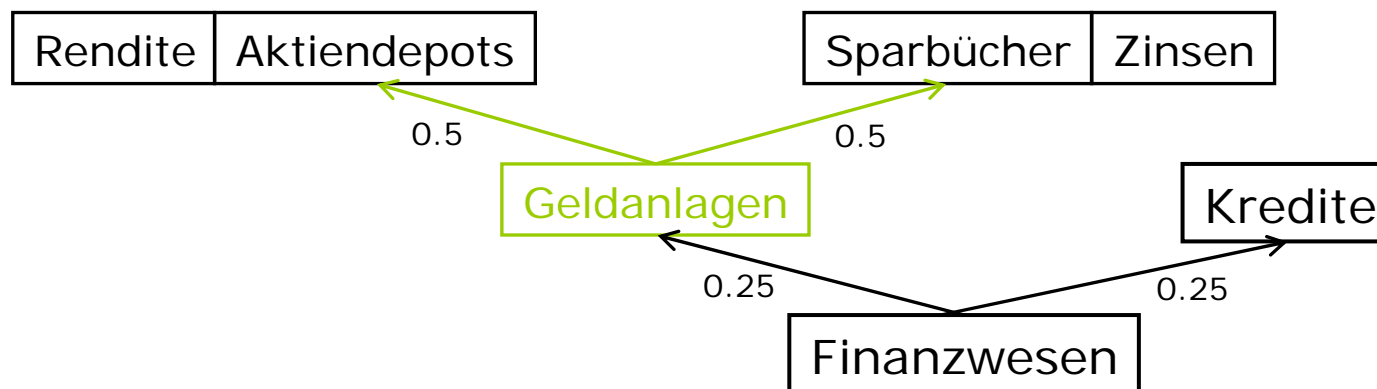 Rendite Aktiendepots Sparbücher Zinsen
0.5 0.5
Geldanlagen Kredite
0.25 0.25
Finanzwesen